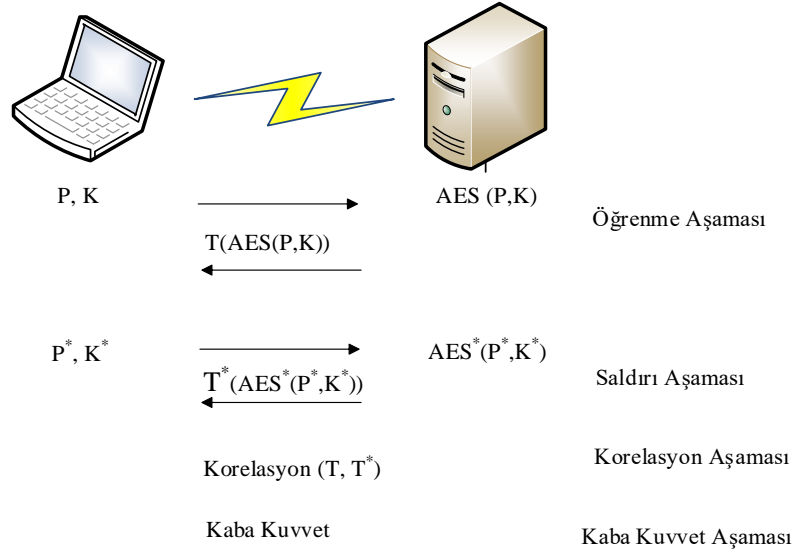 P, K
AES (P,K)
Öğrenme Aşaması
T(AES(P,K))
P*, K*
AES*(P*,K*)
T*(AES*(P*,K*))
Saldırı Aşaması
Korelasyon (T, T*)
Korelasyon Aşaması
Kaba Kuvvet
Kaba Kuvvet Aşaması